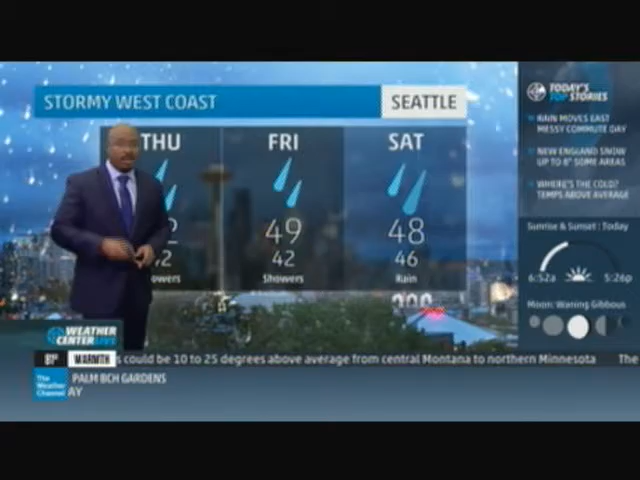 STORMY WEST COAST
SEATTLE
THU
FRI
SAT
49
48
42
46
Showers
Rain
TODAY'S
TOP STORIES
RAIN MOVES EAST
MESSY COMMUTE DAY
NEW ENGLAND SNOW
UP TO 8" SOME AREAS
WHERE'S THE COLD?
TEMPS ABOVE AVERAGE
Sunrise & Sunset : Today
6:52a
5:26p
Moon: Waning Gibbous
WEATHER
CENTER LIVE
81°
WARMTH
s could be 10 to 25 degrees above average from central Montana to northern Minnesota
The
The
Weather
Channel
PALM BCH GARDENS
AY